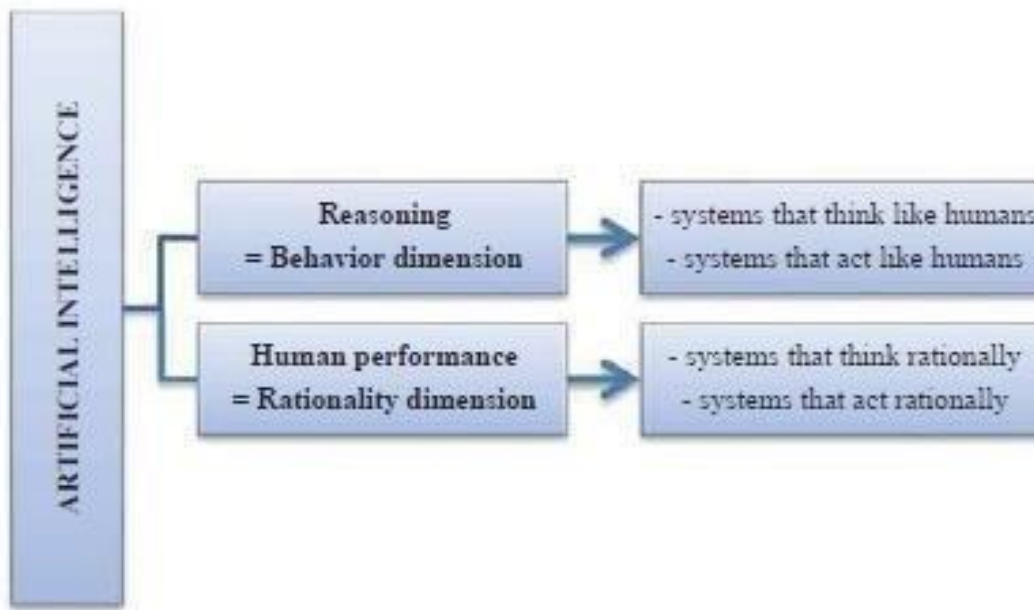 ARTIFICIAL INTELLIGENCE
Reasoning
= Behavior dimension
- systems that think like humans
- systems that act like humans
Human performance
= Rationality dimension
- systems that think rationally
- systems that act rationally